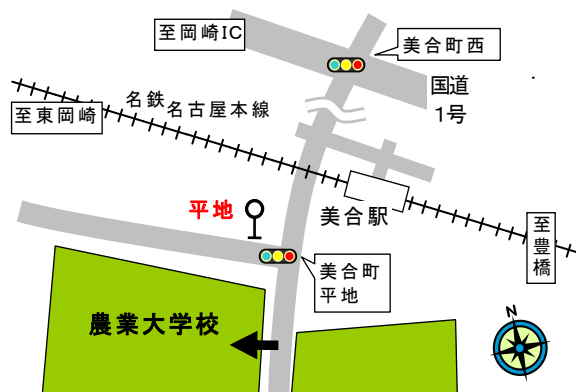 至岡崎IC
美合町西
国道
1号
名鉄名古屋本線
至東岡崎
平地
美合駅
至豊橋
美合町
平地
農業大学校
N